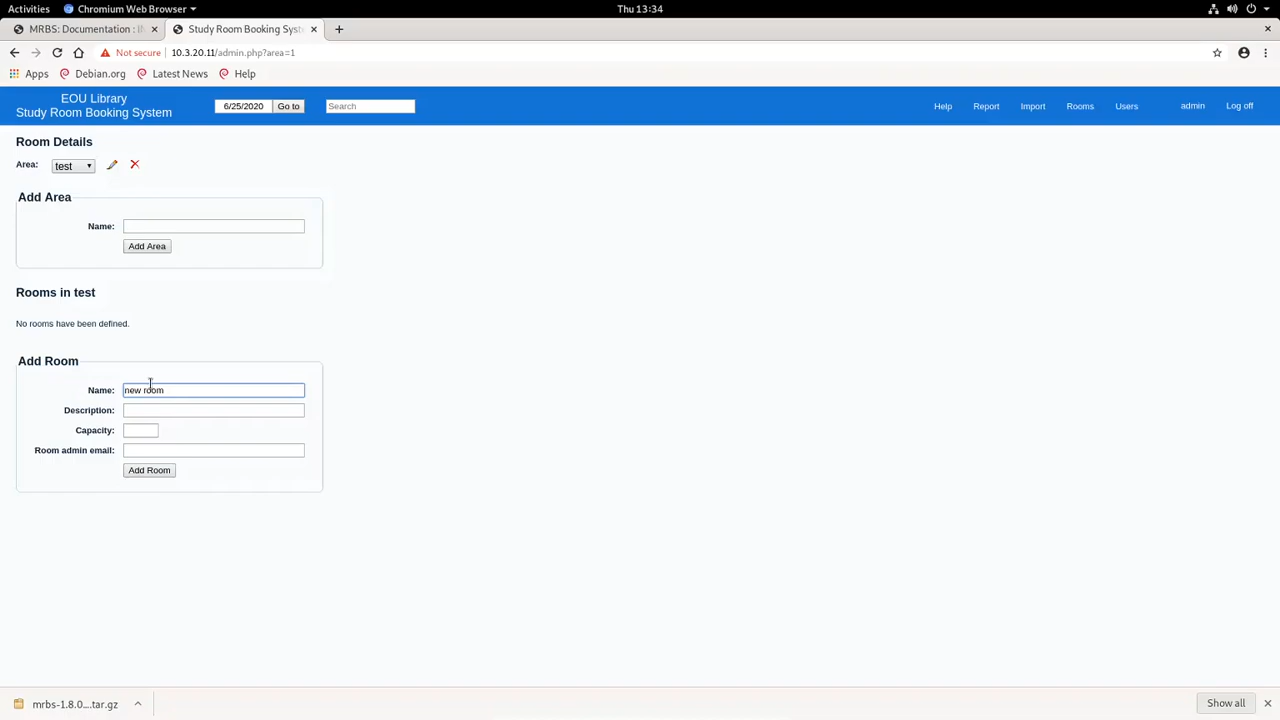 Activities Chromium Web Browser Thu 13:34
MRBS: Documentation : I Study Room Booking Syst
Not secure 10.3.20.11/admin.php?area=1
Apps Debian.org Latest News Help
EOU Library
Study Room Booking System
6/25/2020 Go to Search Help Report Import Rooms Users admin Log off
Room Details
Area: test
Add Area
Name:
Add Area
Rooms in test
No rooms have been defined.
Add Room
Name: new room
Description:
Capacity:
Room admin email:
Add Room
mrbs-1.8.0....tar.gz Show all